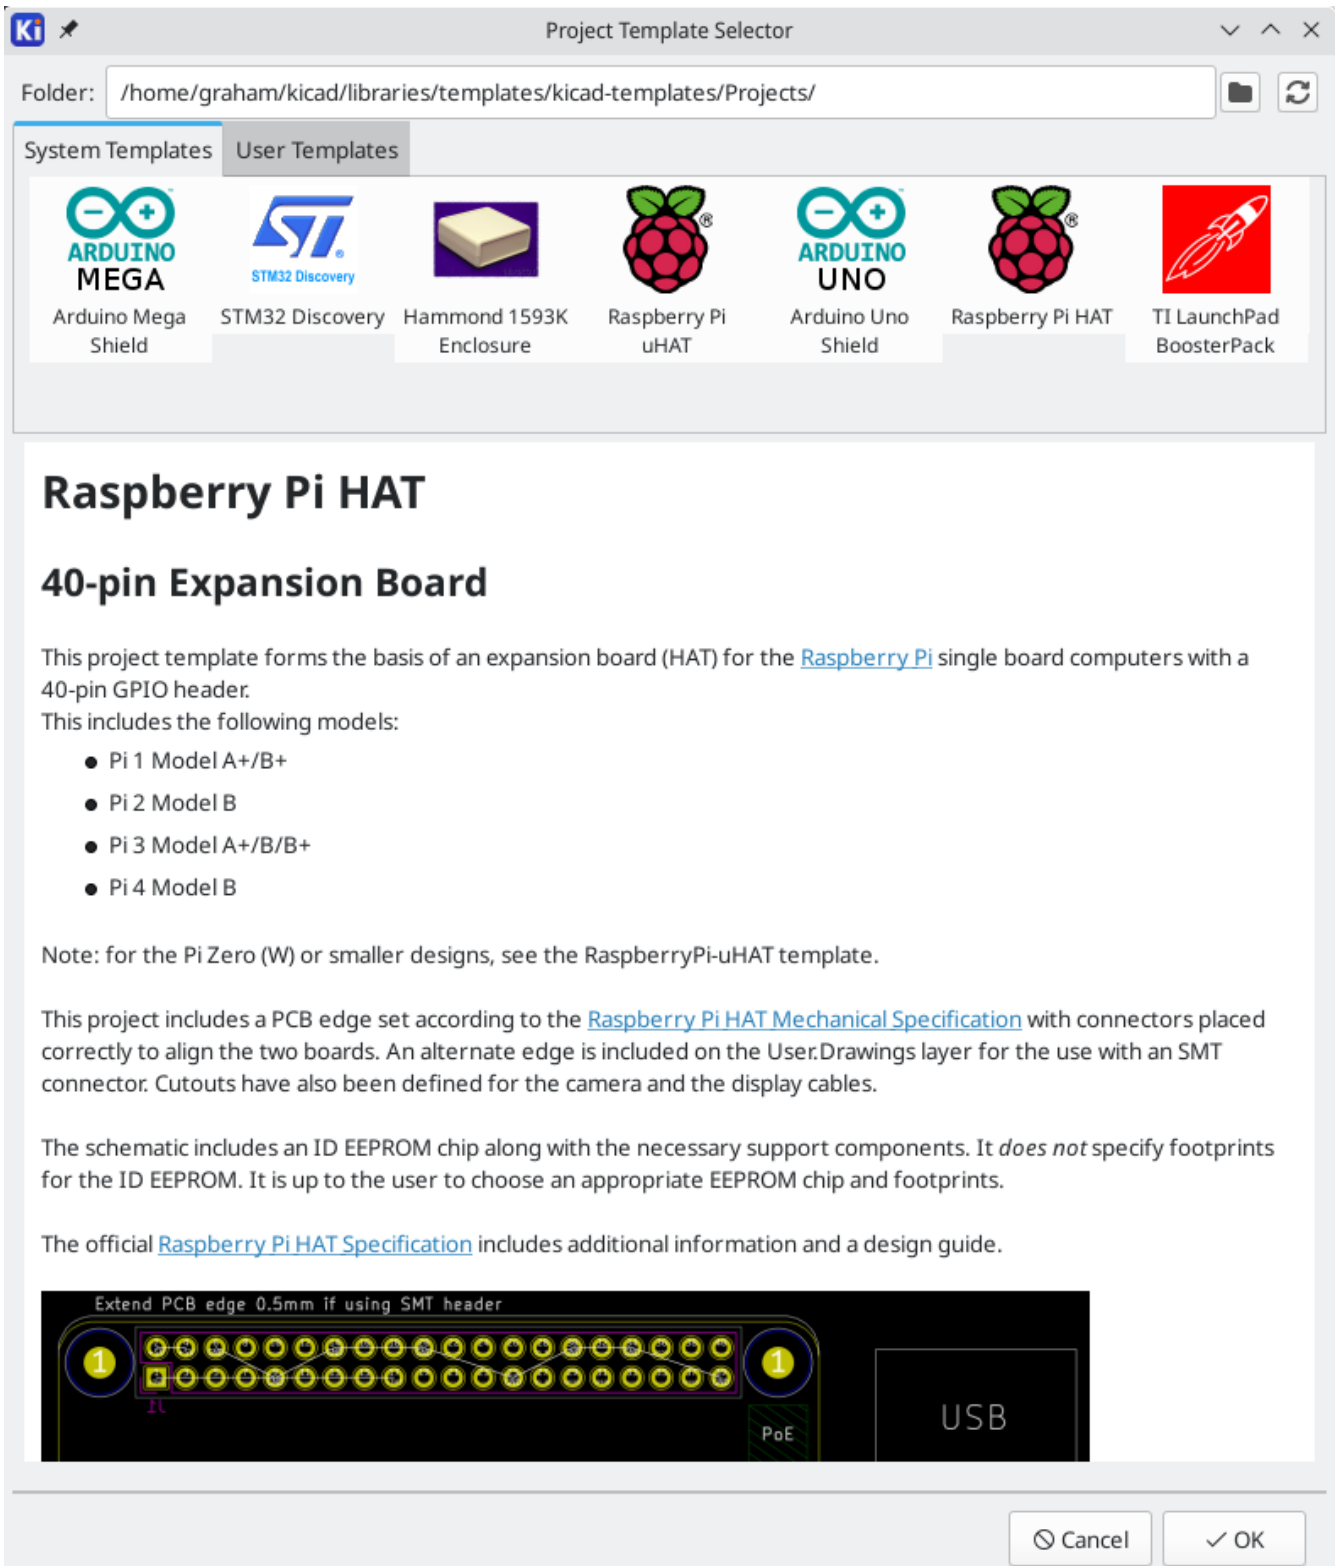 Ki Project Template Selector
Folder: /home/graham/kicad/libraries/templates/kicad-templates/Projects/
System Templates User Templates
ARDUINO MEGA
Arduino Mega Shield
ST STM32 Discovery
STM32 Discovery
Hammond 1593K Enclosure
®
Raspberry Pi uHAT
ARDUINO UNO
Arduino Uno Shield
®
Raspberry Pi HAT
TI LaunchPad BoosterPack
Raspberry Pi HAT
40-pin Expansion Board
This project template forms the basis of an expansion board (HAT) for the Raspberry Pi single board computers with a
40-pin GPIO header.
This includes the following models:
● Pi 1 Model A+/B+
● Pi 2 Model B
● Pi 3 Model A+/B/B+
● Pi 4 Model B
Note: for the Pi Zero (W) or smaller designs, see the RaspberryPi-uHAT template.
This project includes a PCB edge set according to the Raspberry Pi HAT Mechanical Specification with connectors placed
correctly to align the two boards. An alternate edge is included on the User.Drawings layer for the use with an SMT
connector. Cutouts have also been defined for the camera and the display cables.
The schematic includes an ID EEPROM chip along with the necessary support components. It does not specify footprints
for the ID EEPROM. It is up to the user to choose an appropriate EEPROM chip and footprints.
The official Raspberry Pi HAT Specification includes additional information and a design guide.
Extend PCB edge 0.5mm if using SMT header
1 1
J1
PoE
USB
Cancel OK